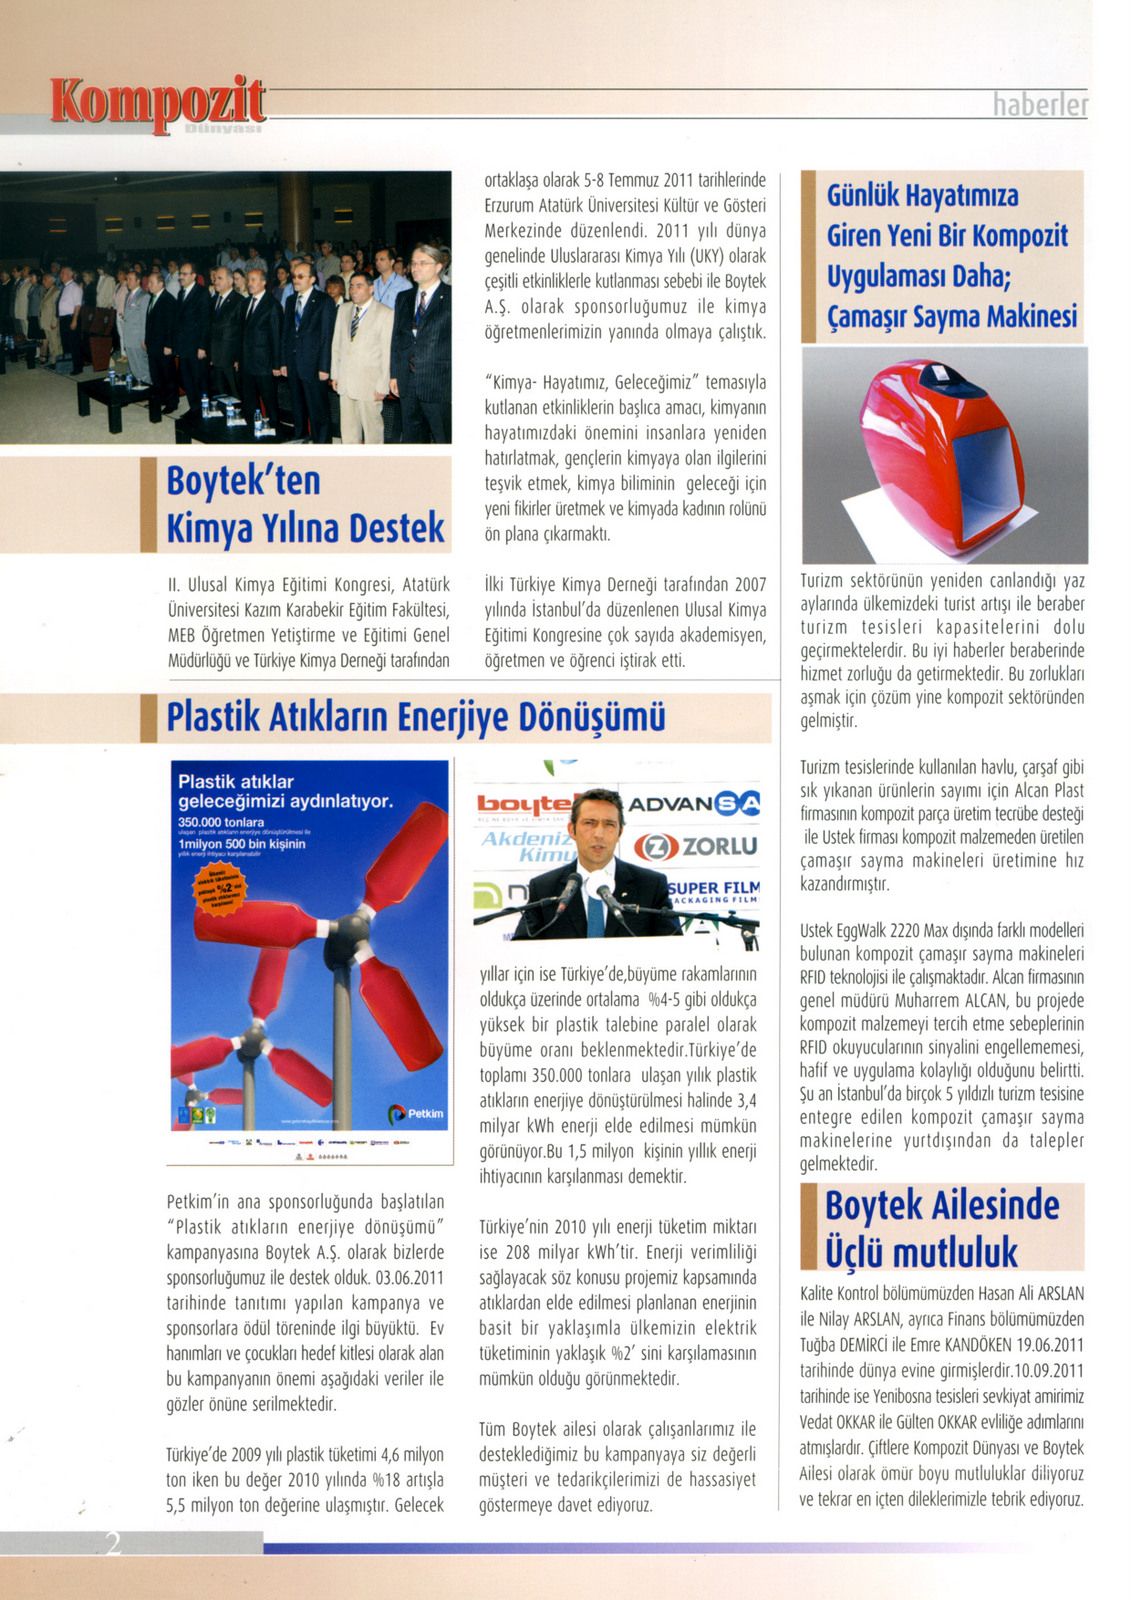 Kompozit
Dünyası
haberler
Boytek'ten
Kimya Yılına Destek
II. Ulusal Kimya Eğitimi Kongresi, Atatürk
Üniversitesi Kazım Karabekir Eğitim Fakültesi,
MEB Öğretmen Yetiştirme ve Eğitimi Genel
Müdürlüğü ve Türkiye Kimya Derneği tarafından
ortaklaşa olarak 5-8 Temmuz 2011 tarihlerinde
Erzurum Atatürk Üniversitesi Kültür ve Gösteri
Merkezinde düzenlendi. 2011 yılı dünya
genelinde Uluslararası Kimya Yılı (UKY) olarak
çeşitli etkinliklerle kutlanması sebebi ile Boytek
A.Ş. olarak sponsorluğumuz ile kimya
öğretmenlerimizin yanında olmaya çalıştık.
"Kimya- Hayatımız, Geleceğimiz" temasıyla
kutlanan etkinliklerin başlıca amacı, kimyanın
hayatımızdaki önemini insanlara yeniden
hatırlatmak, gençlerin kimyaya olan ilgilerini
teşvik etmek, kimya biliminin geleceği için
yeni fikirler üretmek ve kimyada kadının rolünü
ön plana çıkarmaktı.
İlki Türkiye Kimya Derneği tarafından 2007
yılında İstanbul'da düzenlenen Ulusal Kimya
Eğitimi Kongresine çok sayıda akademisyen,
öğretmen ve öğrenci iştirak etti.
Plastik Atıkların Enerjiye Dönüşümü
Plastik atıklar
geleceğimizi aydınlatıyor.
350.000 tonlara
ulaşan plastik atıkların enerjiye dönüştürülmesi ile
1milyon 500 bin kişinin
yıllık enerji ihtiyacı karşılanabilir
Petkim
boytek
ADVANSA
Akdeniz
Kimya
ZORLU
SUPER FILM
PACKAGING FILM
Petkim'in ana sponsorluğunda başlatılan
"Plastik atıkların enerjiye dönüşümü"
kampanyasına Boytek A.Ş. olarak bizlerde
sponsorluğumuz ile destek olduk. 03.06.2011
tarihinde tanıtımı yapılan kampanya ve
sponsorlara ödül töreninde ilgi büyüktü. Ev
hanımları ve çocukları hedef kitlesi olarak alan
bu kampanyanın önemi aşağıdaki veriler ile
gözler önüne serilmektedir.
Türkiye'de 2009 yılı plastik tüketimi 4,6 milyon
ton iken bu değer 2010 yılında %18 artışla
5,5 milyon ton değerine ulaşmıştır. Gelecek
yıllar için ise Türkiye'de,büyüme rakamlarının
oldukça üzerinde ortalama %4-5 gibi oldukça
yüksek bir plastik talebine paralel olarak
büyüme oranı beklenmektedir.Türkiye'de
toplamı 350.000 tonlara ulaşan yıllık plastik
atıkların enerjiye dönüştürülmesi halinde 3,4
milyar kWh enerji elde edilmesi mümkün
görünüyor.Bu 1,5 milyon kişinin yıllık enerji
ihtiyacının karşılanması demektir.
Türkiye'nin 2010 yılı enerji tüketim miktarı
ise 208 milyar kWh'tir. Enerji verimliliği
sağlayacak söz konusu projemiz kapsamında
atıklardan elde edilmesi planlanan enerjinin
basit bir yaklaşımla ülkemizin elektrik
tüketiminin yaklaşık %2' sini karşılamasının
mümkün olduğu görünmektedir.
Tüm Boytek ailesi olarak çalışanlarımız ile
desteklediğimiz bu kampanyaya siz değerli
müşteri ve tedarikçilerimizi de hassasiyet
göstermeye davet ediyoruz.
Günlük Hayatımıza
Giren Yeni Bir Kompozit
Uygulaması Daha;
Çamaşır Sayma Makinesi
Turizm sektörünün yeniden canlandığı yaz
aylarında ülkemizdeki turist artışı ile beraber
turizm tesisleri kapasitelerini dolu
geçirmektelerdir. Bu iyi haberler beraberinde
hizmet zorluğu da getirmektedir. Bu zorlukları
aşmak için çözüm yine kompozit sektöründen
gelmiştir.
Turizm tesislerinde kullanılan havlu, çarşaf gibi
sık yıkanan ürünlerin sayımı için Alcan Plast
firmasının kompozit parça üretim tecrübe desteği
ile Ustek firması kompozit malzemeden üretilen
çamaşır sayma makineleri üretimine hız
kazandırmıştır.
Ustek EggWalk 2220 Max dışında farklı modelleri
bulunan kompozit çamaşır sayma makineleri
RFID teknolojisi ile çalışmaktadır. Alcan firmasının
genel müdürü Muharrem ALCAN, bu projede
kompozit malzemeyi tercih etme sebeplerinin
RFID okuyucularının sinyalini engellememesi,
hafif ve uygulama kolaylığı olduğunu belirtti.
Şu an İstanbul'da birçok 5 yıldızlı turizm tesisine
entegre edilen kompozit çamaşır sayma
makinelerine yurtdışından da talepler
gelmektedir.
Boytek Ailesinde
Üçlü mutluluk
Kalite Kontrol bölümümüzden Hasan Ali ARSLAN
ile Nilay ARSLAN, ayrıca Finans bölümümüzden
Tuğba DEMİRCİ ile Emre KANDÖKEN 19.06.2011
tarihinde dünya evine girmişlerdir.10.09.2011
tarihinde ise Yenibosna tesisleri sevkiyat amirimiz
Vedat OKKAR ile Gülten OKKAR evliliğe adımlarını
atmışlardır. Çiftlere Kompozit Dünyası ve Boytek
Ailesi olarak ömür boyu mutluluklar diliyoruz
ve tekrar en içten dileklerimizle tebrik ediyoruz.
2